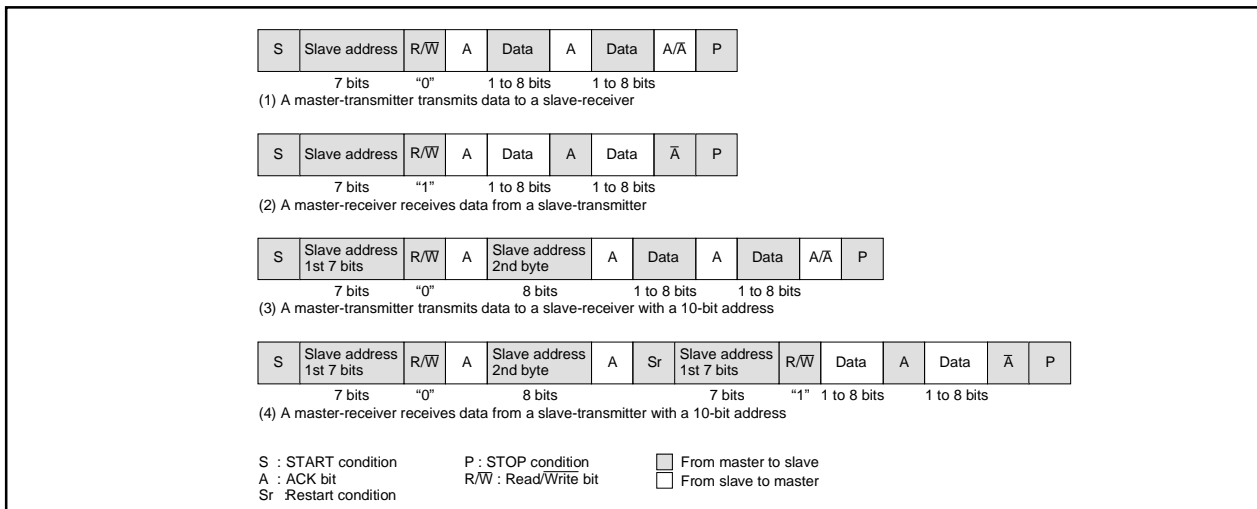 S Slave address R/W̅ A Data A Data A/A̅ P
7 bits “0” 1 to 8 bits 1 to 8 bits
(1) A master-transmitter transmits data to a slave-receiver
S Slave address R/W̅ A Data A Data A̅ P
7 bits “1” 1 to 8 bits 1 to 8 bits
(2) A master-receiver receives data from a slave-transmitter
S Slave address 1st 7 bits R/W̅ A Slave address 2nd byte A Data A Data A/A̅ P
7 bits “0” 8 bits 1 to 8 bits 1 to 8 bits
(3) A master-transmitter transmits data to a slave-receiver with a 10-bit address
S Slave address 1st 7 bits R/W̅ A Slave address 2nd byte A Sr Slave address 1st 7 bits R/W̅ Data A Data A̅ P
7 bits “0” 8 bits 7 bits “1” 1 to 8 bits 1 to 8 bits
(4) A master-receiver receives data from a slave-transmitter with a 10-bit address
S : START condition P : STOP condition From master to slave
A : ACK bit R/W̅ : Read/W̅r̅i̅t̅e̅ bit From slave to master
Sr :Restart condition